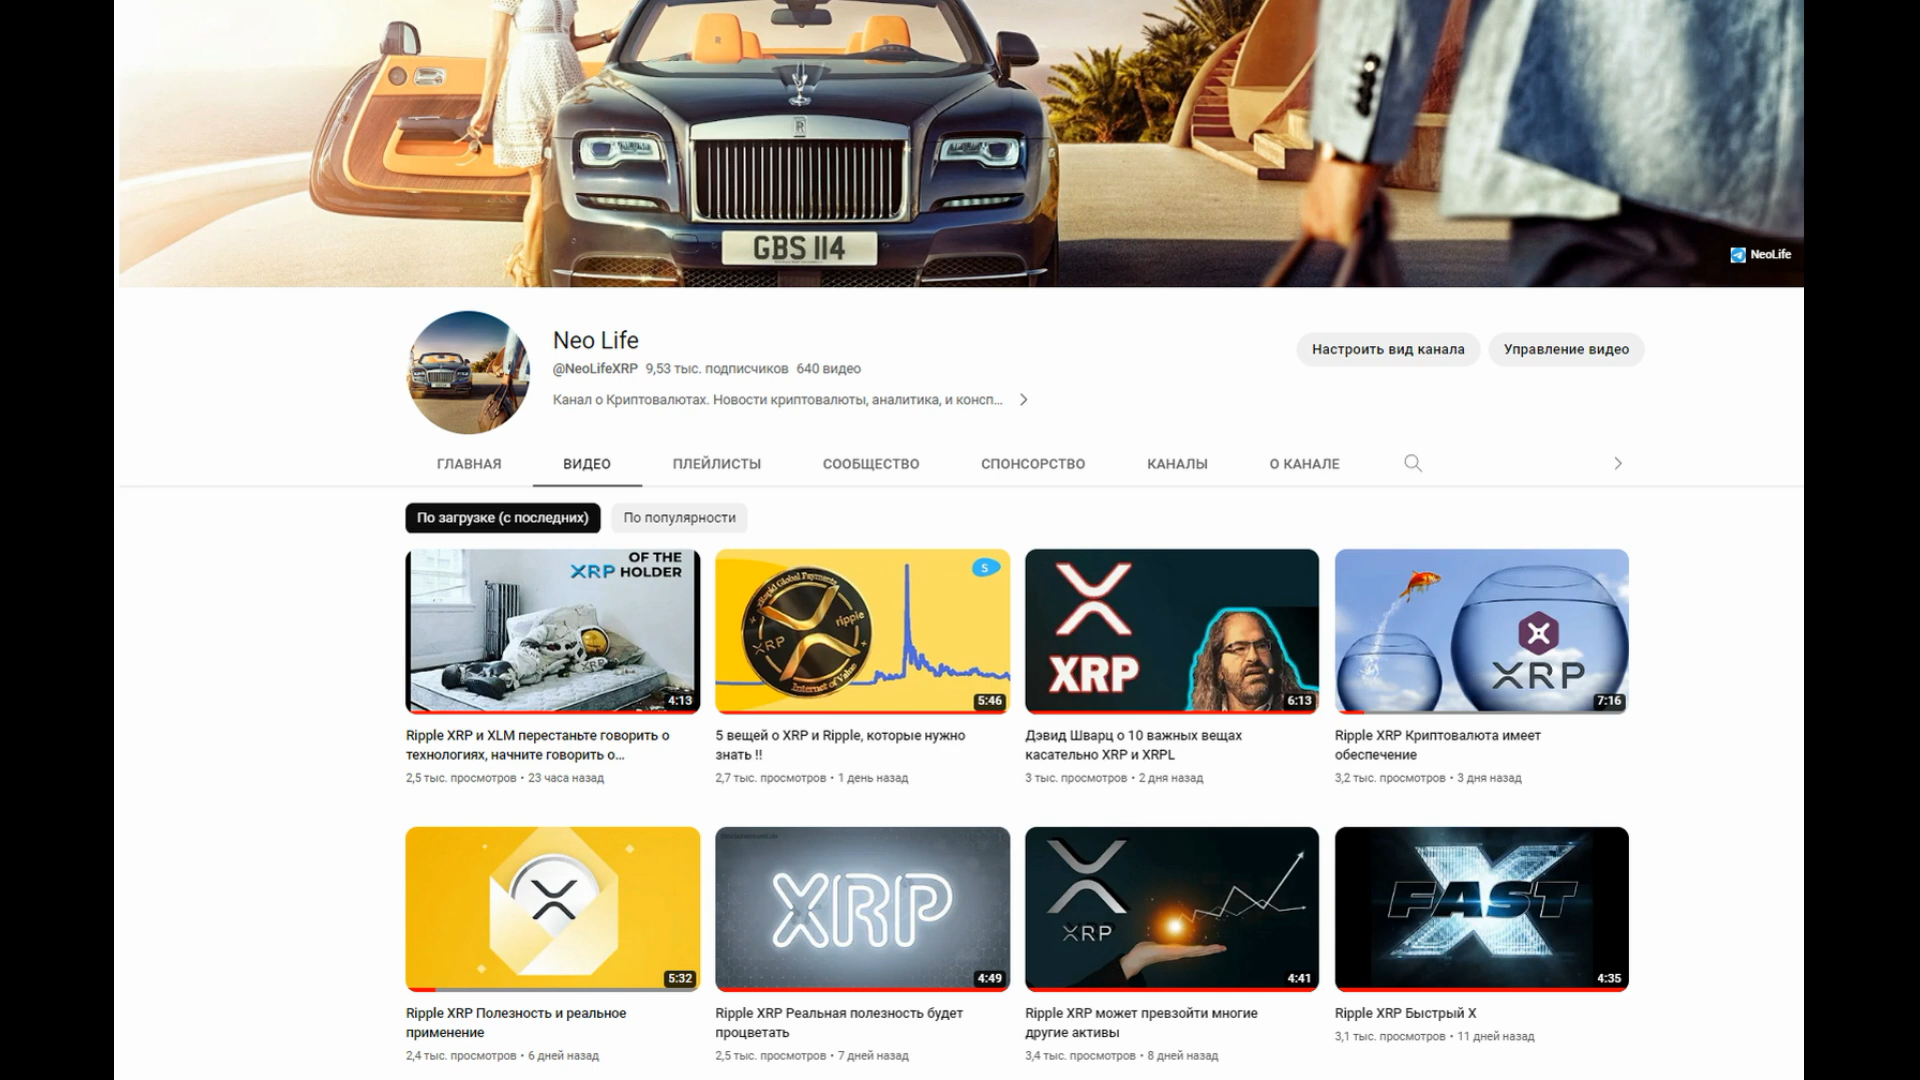 GBS 114
NeoLife
Neo Life
@NeoLifeXRP 9,53 тыс. подписчиков 640 видео
Канал о Криптовалютах. Новости криптовалюты, аналитика, и консп...
Настроить вид канала
Управление видео
ГЛАВНАЯ ВИДЕО ПЛЕЙЛИСТЫ СООБЩЕСТВО СПОНСОРСТВО КАНАЛЫ О КАНАЛЕ
По загрузке (с последних) По популярности
OF THE
XRP HOLDER
XRP
4:13
Rapid Global Payments
ripple
XRP
Internet of Value
S
5:46
XRP
6:13
XRP
7:16
Ripple XRP и XLM перестаньте говорить о
технологиях, начните говорить о...
2,5 тыс. просмотров • 23 часа назад
5 вещей о XRP и Ripple, которые нужно
знать !!
2,7 тыс. просмотров • 1 день назад
Дэвид Шварц о 10 важных вещах
касательно XRP и XRPL
3 тыс. просмотров • 2 дня назад
Ripple XRP Криптовалюта имеет
обеспечение
3,2 тыс. просмотров • 3 дня назад
5:32
XRP
4:49
XRP
4:41
FAST X
4:35
Ripple XRP Полезность и реальное
применение
2,4 тыс. просмотров • 6 дней назад
Ripple XRP Реальная полезность будет
процветать
2,5 тыс. просмотров • 7 дней назад
Ripple XRP может превзойти многие
другие активы
3,4 тыс. просмотров • 8 дней назад
Ripple XRP Быстрый X
3,1 тыс. просмотров • 11 дней назад